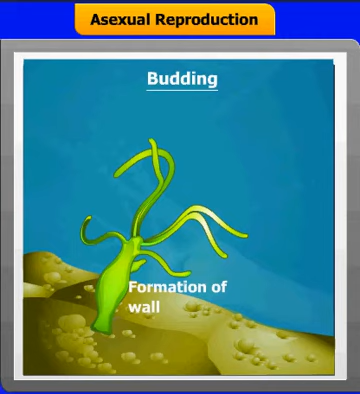 Asexual Reproduction
Budding
Formation of
wall